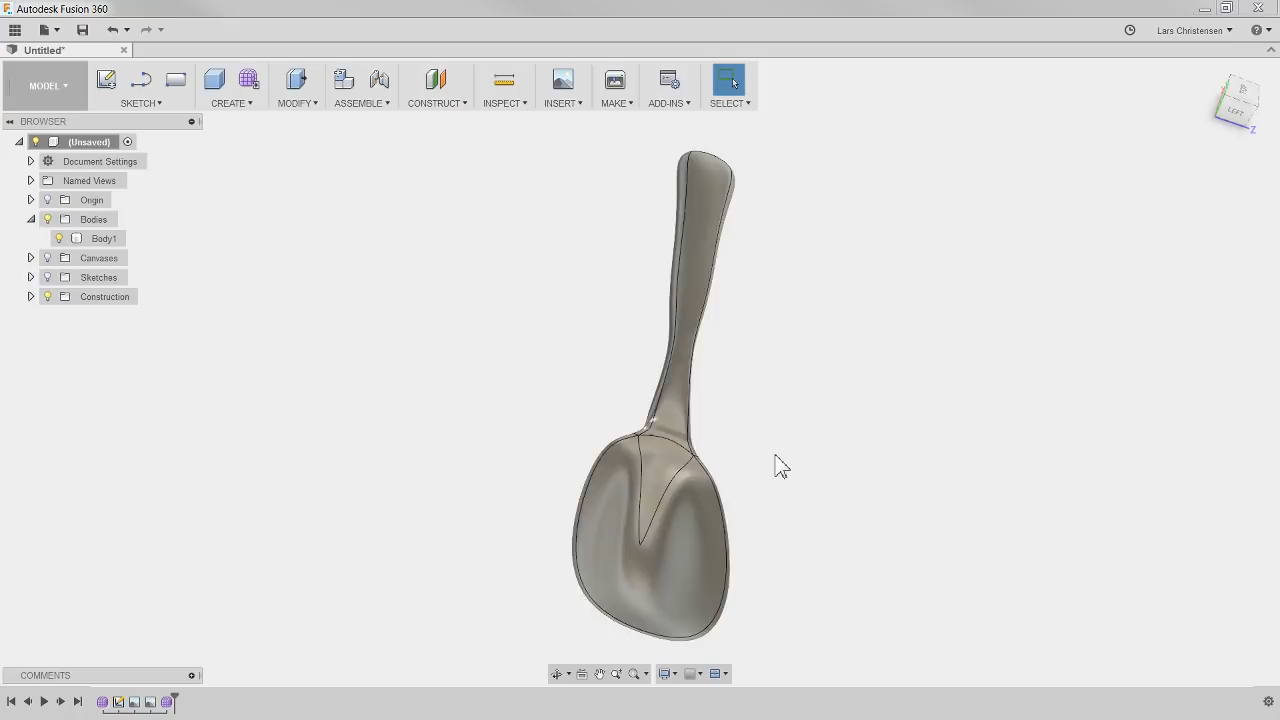 Autodesk Fusion 360
Lars Christensen
Untitled*
MODEL
SKETCH
CREATE
MODIFY
ASSEMBLE
CONSTRUCT
INSPECT
INSERT
MAKE
ADD-INS
SELECT
LEFT
Z
BROWSER
(Unsaved)
Document Settings
Named Views
Origin
Bodies
Body1
Canvases
Sketches
Construction
COMMENTS